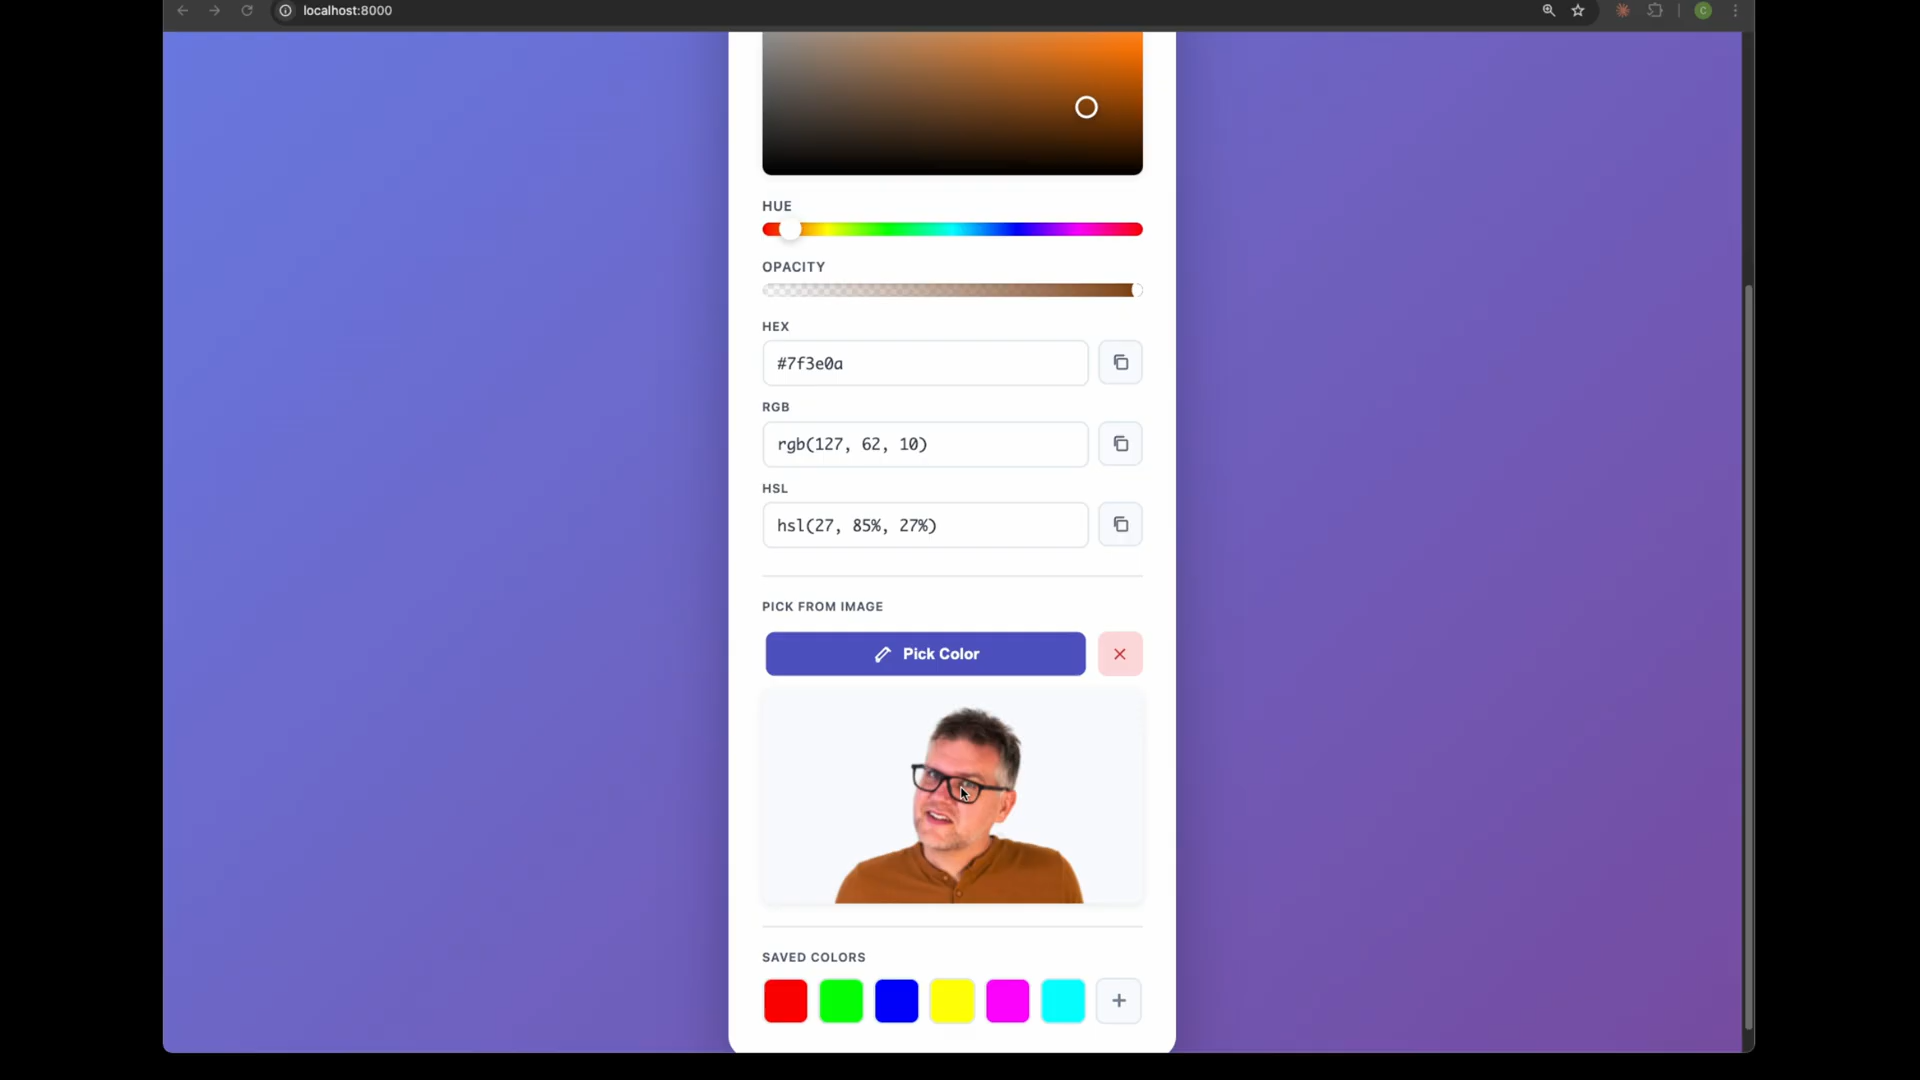 localhost:8000
C
HUE
OPACITY
HEX
#7f3e0a
RGB
rgb(127, 62, 10)
HSL
hsl(27, 85%, 27%)
PICK FROM IMAGE
Pick Color
SAVED COLORS